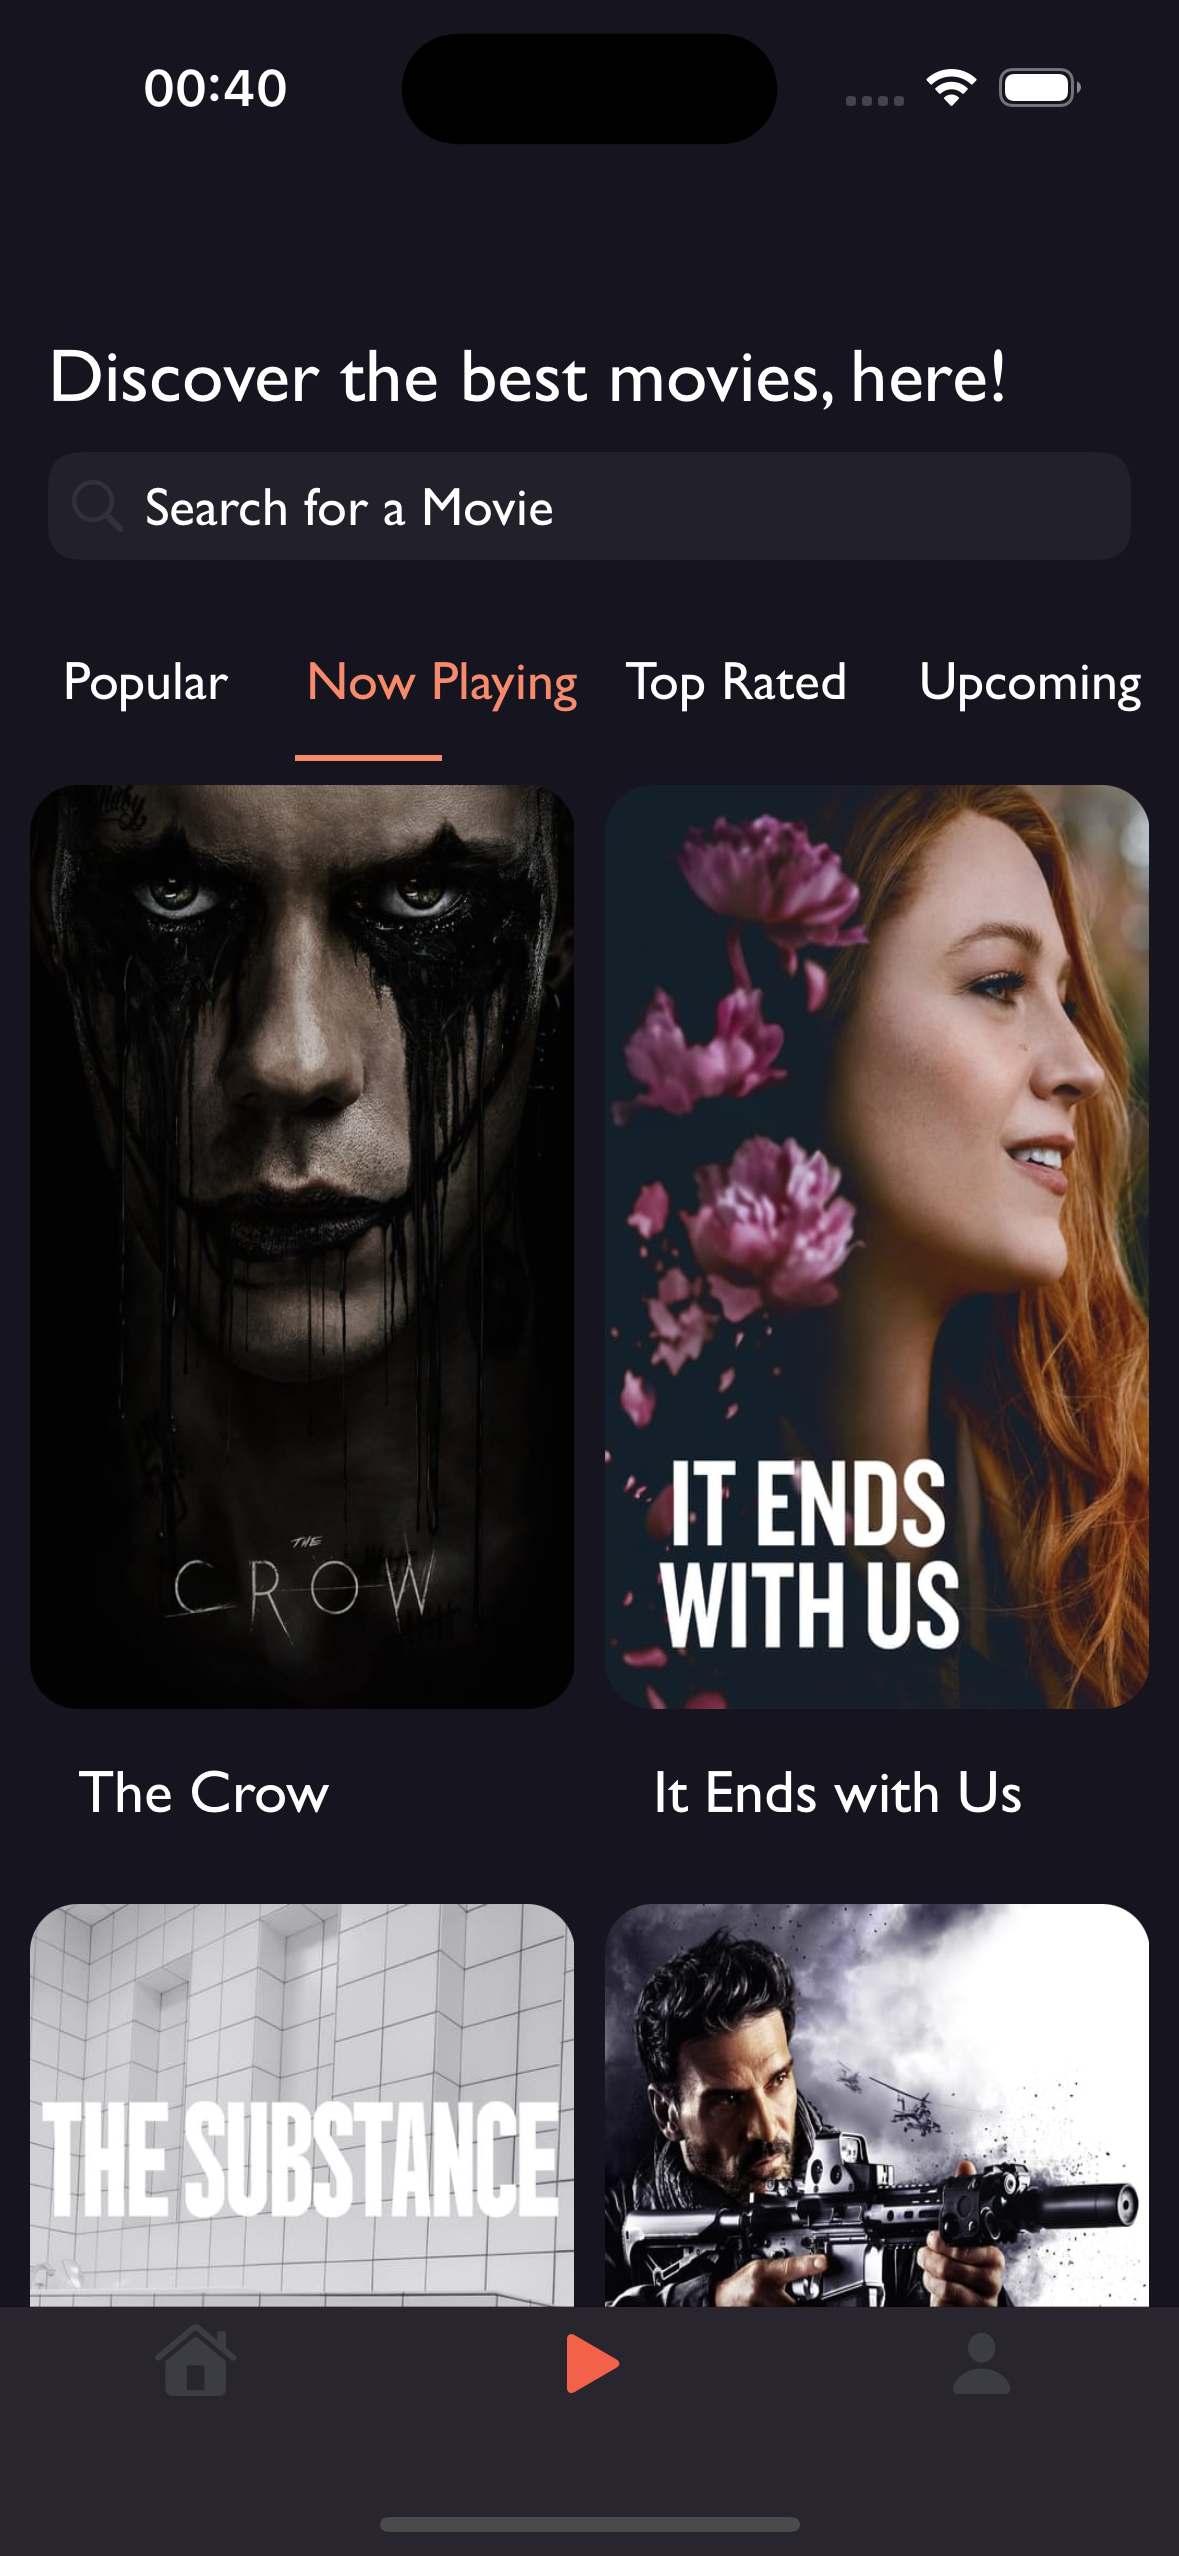 00:40
Discover the best movies, here!
Search for a Movie
Popular Now Playing Top Rated Upcoming
THE
CROW
IT ENDS
WITH US
The Crow
It Ends with Us
THE SUBSTANCE